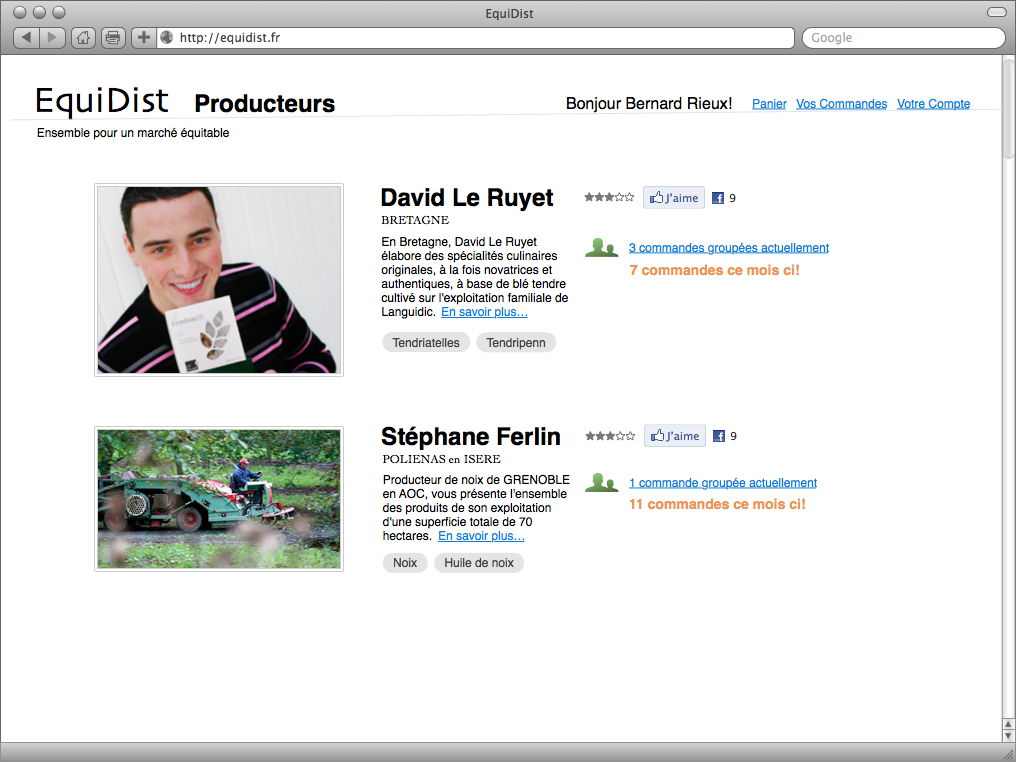 EquiDist
http://equidist.fr
Google
EquiDist Producteurs
Bonjour Bernard Rieux! Panier Vos Commandes Votre Compte
Ensemble pour un marché équitable
David Le Ruyet
J'aime 9
BRETAGNE
En Bretagne, David Le Ruyet
élabore des spécialités culinaires
originales, à la fois novatrices et
authentiques, à base de blé tendre
cultivé sur l'exploitation familiale de
Languidic. En savoir plus…
3 commandes groupées actuellement
7 commandes ce mois ci!
Tendriatelles Tendripenn
Stéphane Ferlin
J'aime 9
POLIENAS en ISERE
Producteur de noix de GRENOBLE
en AOC, vous présente l'ensemble
des produits de son exploitation
d'une superficie totale de 70
hectares. En savoir plus…
1 commande groupée actuellement
11 commandes ce mois ci!
Noix Huile de noix